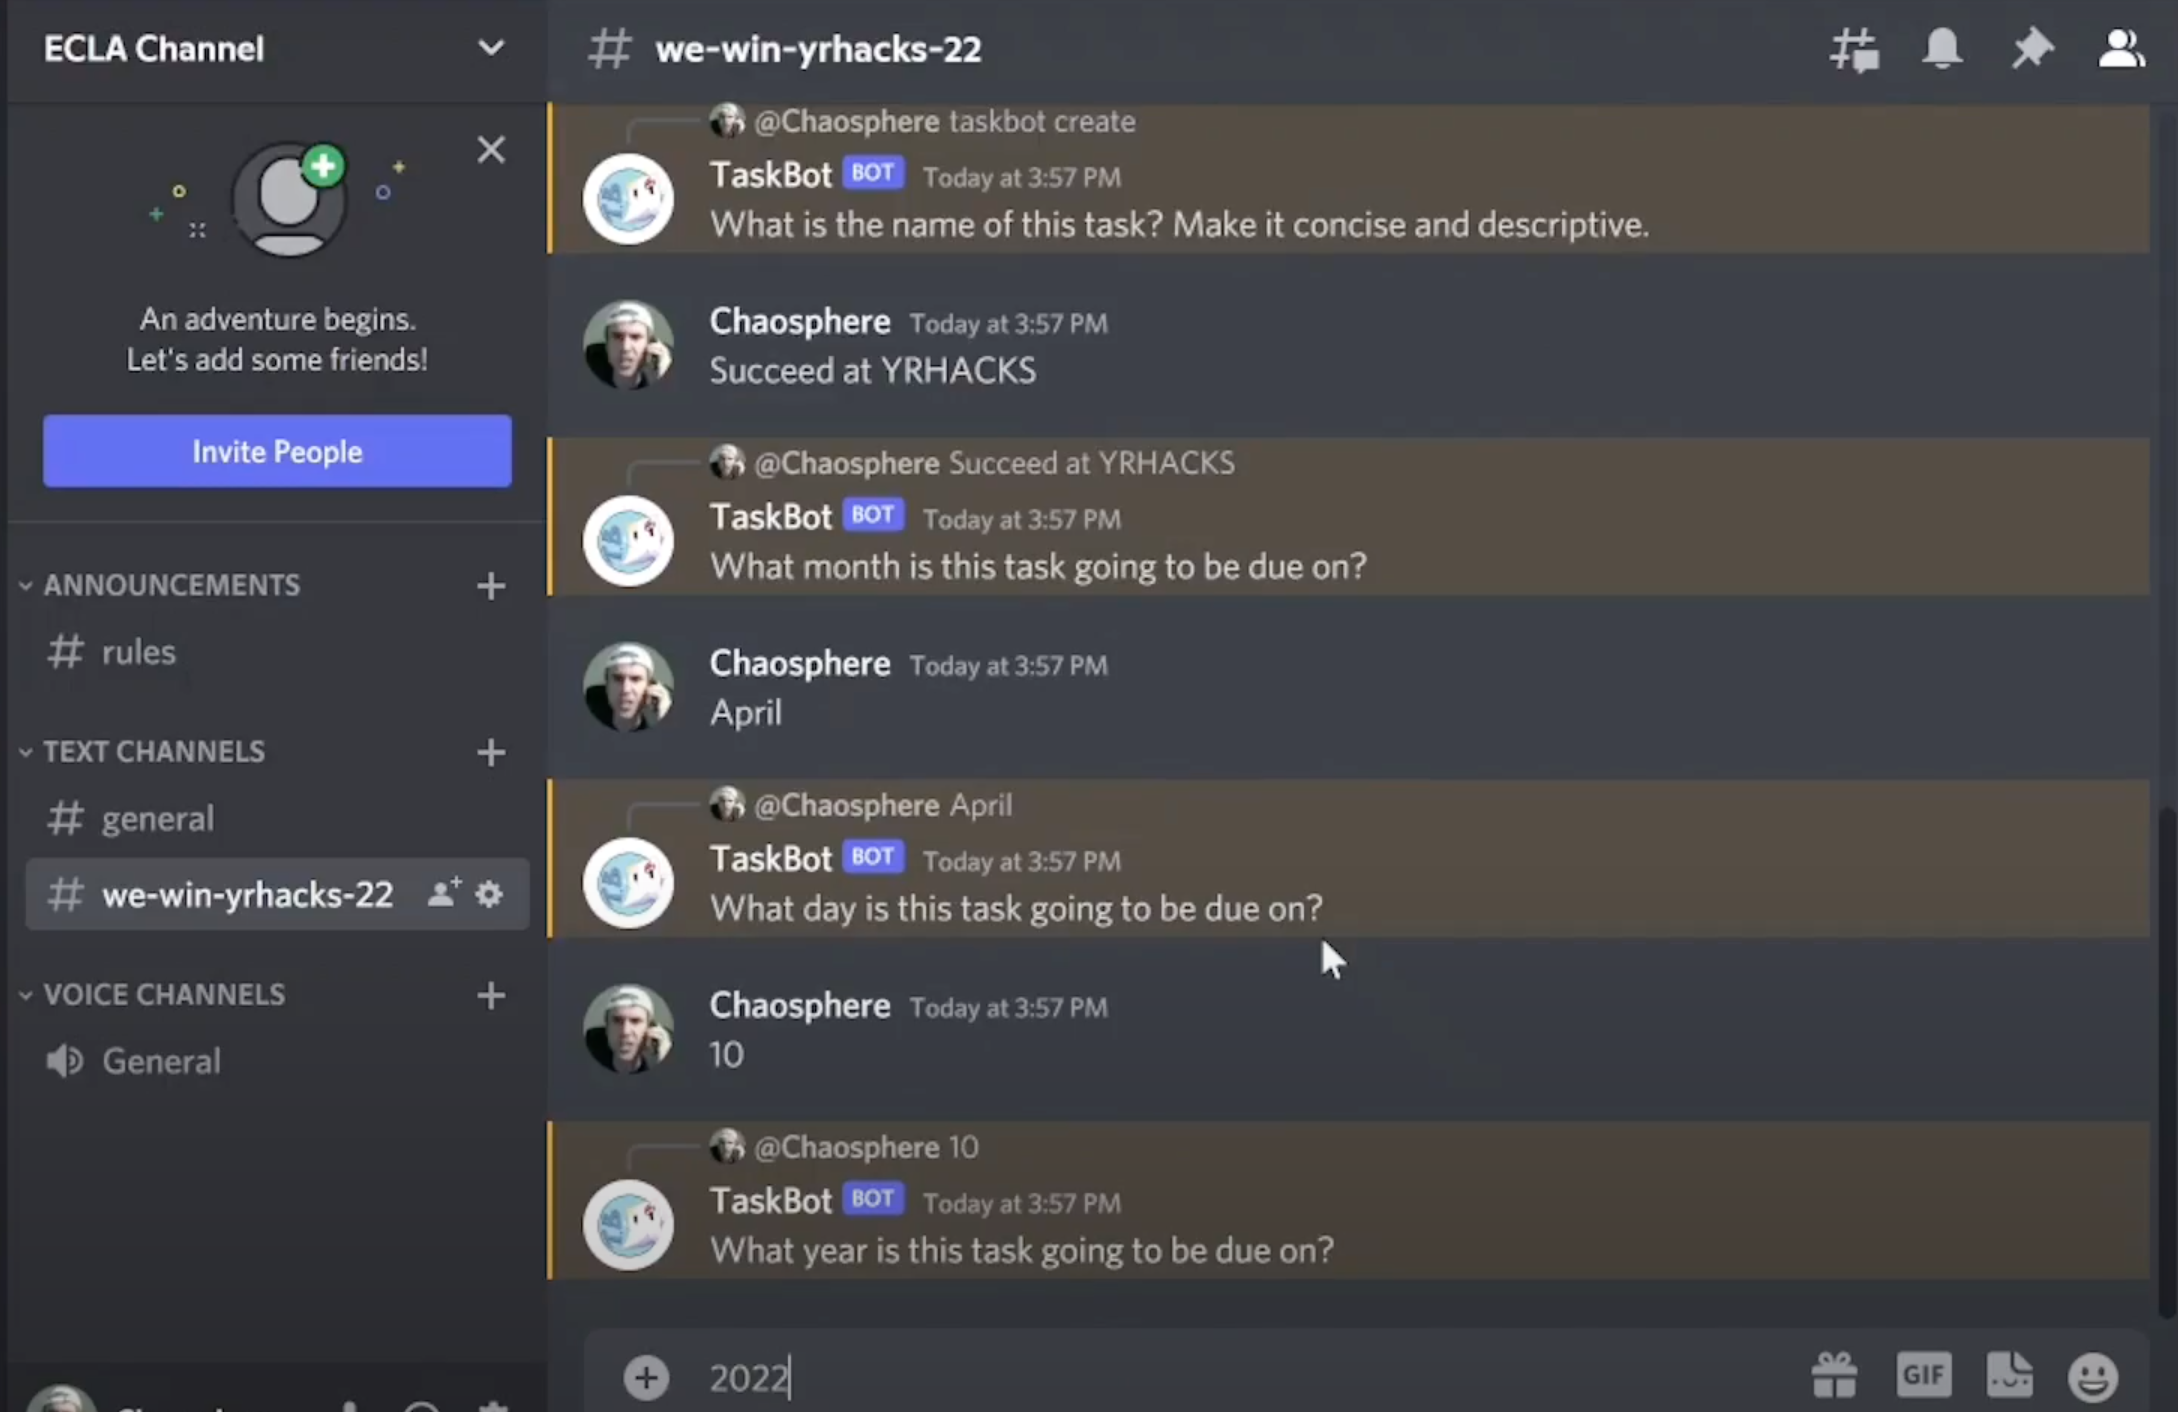 ECLA Channel
An adventure begins.
Let's add some friends!
Invite People
ANNOUNCEMENTS
# rules
TEXT CHANNELS
# general
# we-win-yrhacks-22
VOICE CHANNELS
General
# we-win-yrhacks-22
@Chaosphere taskbot create
TaskBot BOT Today at 3:57 PM
What is the name of this task? Make it concise and descriptive.
Chaosphere Today at 3:57 PM
Succeed at YRHACKS
@Chaosphere Succeed at YRHACKS
TaskBot BOT Today at 3:57 PM
What month is this task going to be due on?
Chaosphere Today at 3:57 PM
April
@Chaosphere April
TaskBot BOT Today at 3:57 PM
What day is this task going to be due on?
Chaosphere Today at 3:57 PM
10
@Chaosphere 10
TaskBot BOT Today at 3:57 PM
What year is this task going to be due on?
2022
GIF